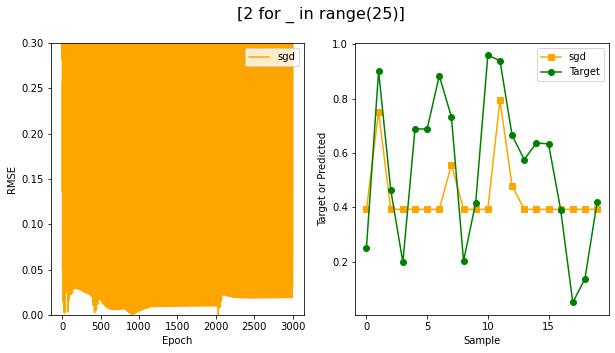 [2 for _ in range(25)]
0.30
0.25
0.20
0.15
0.10
0.05
0.00
RMSE
0 500 1000 1500 2000 2500 3000
Epoch
sgd
1.0
0.8
0.6
0.4
0.2
Target or Predicted
0 5 10 15
Sample
sgd
Target